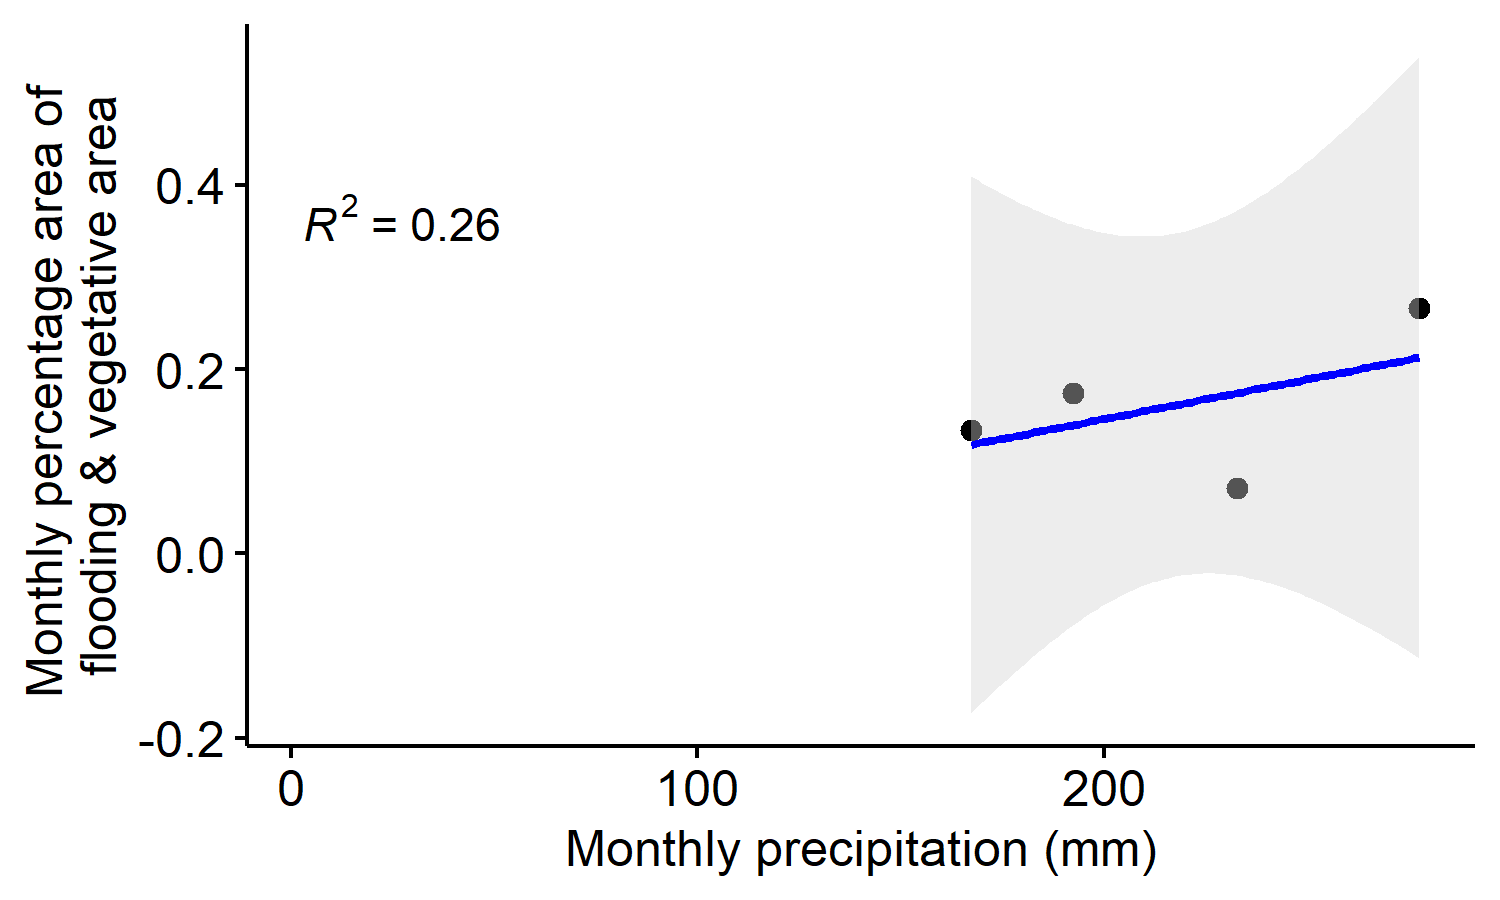 Monthly percentage area of
flooding & vegetative area
0.4
0.2
0.0
-0.2
R² = 0.26
0
100
200
Monthly precipitation (mm)